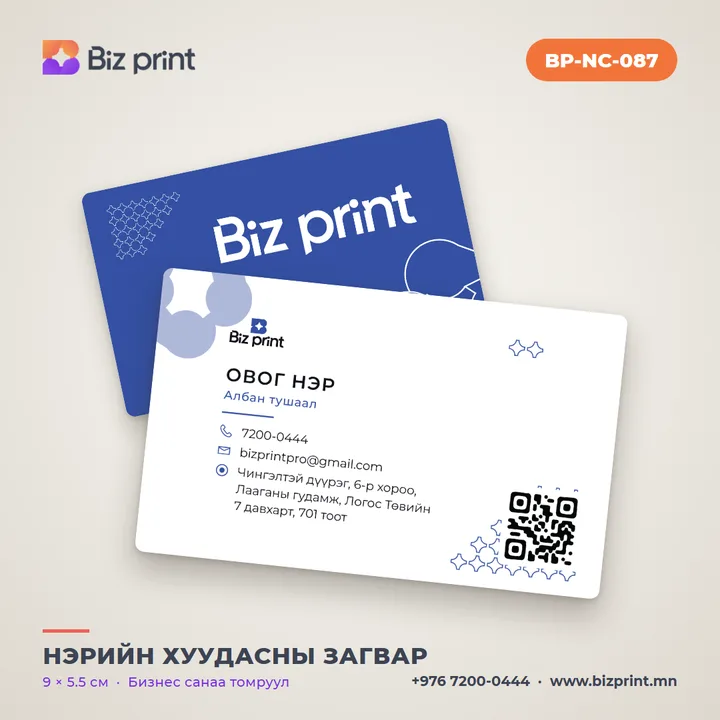 Biz print
BP-NC-087
Biz print
Biz print
ОВОГ НЭР
Албан тушаал
7200-0444
bizprintpro@gmail.com
Чингэлтэй дүүрэг, 6-р хороо,
Лааганы гудамж, Логос Төвийн
7 давхарт, 701 тоот
НЭРИЙН ХУУДАСНЫ ЗАГВАР
9 × 5.5 см · Бизнес санаа томруул
+976 7200-0444 · www.bizprint.mn